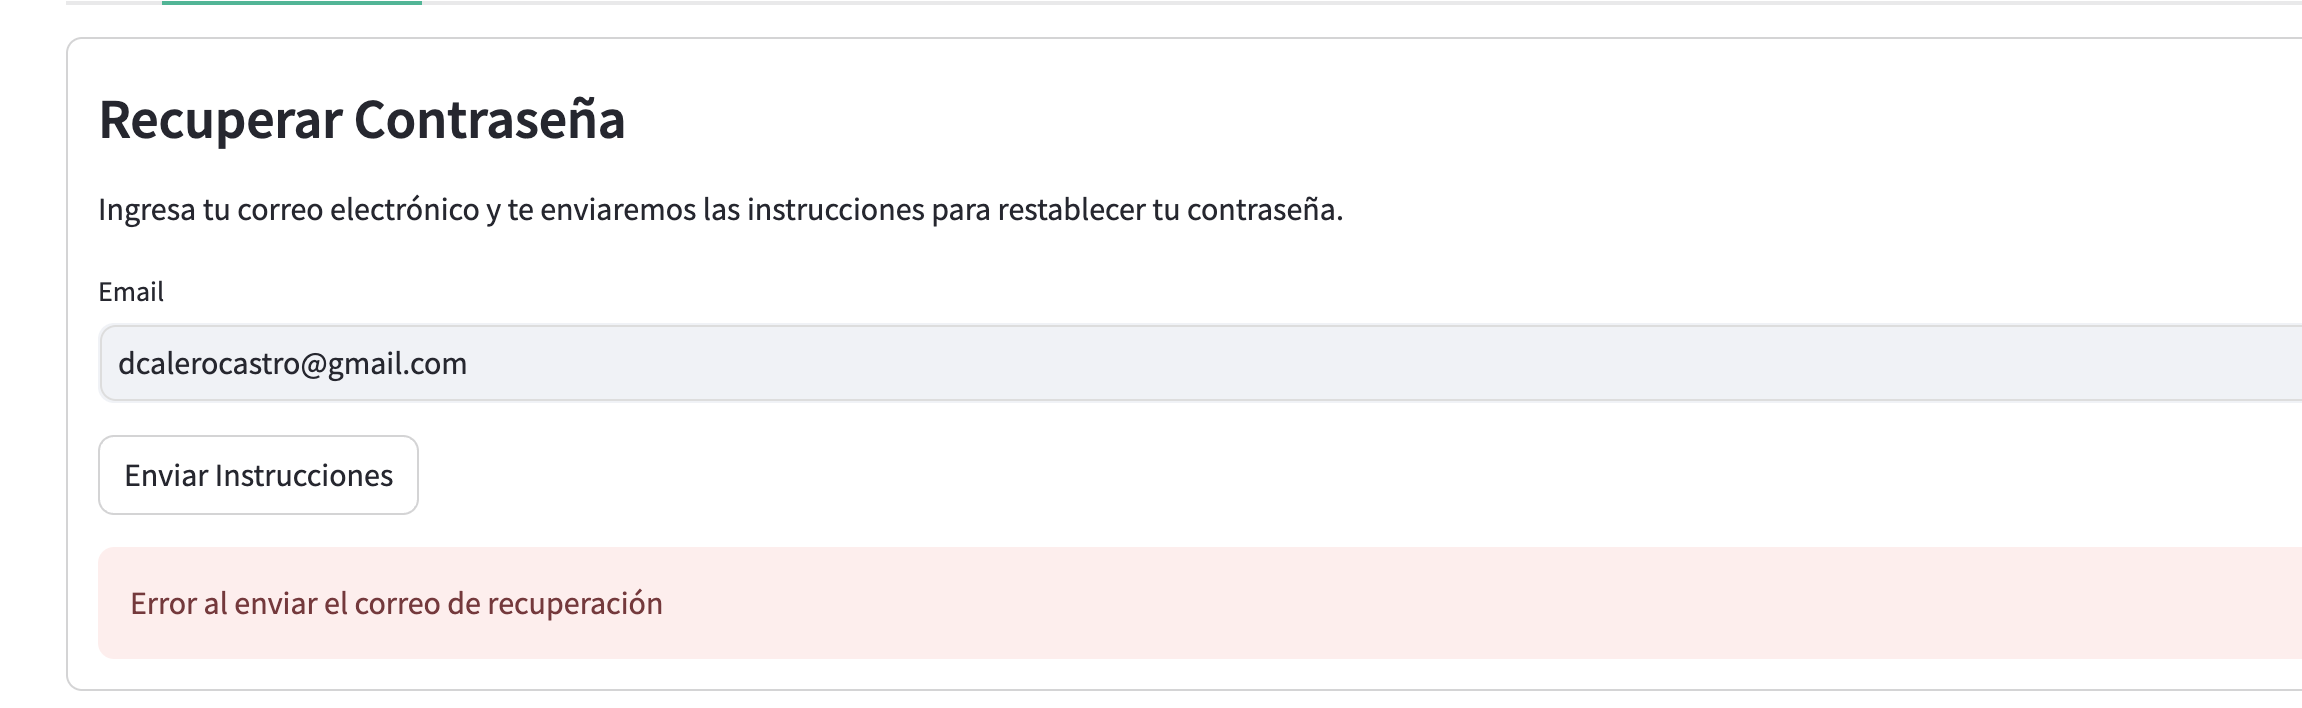 Recuperar Contraseña
Ingresa tu correo electrónico y te enviaremos las instrucciones para restablecer tu contraseña.
Email
dcalerocastro@gmail.com
Enviar Instrucciones
Error al enviar el correo de recuperación